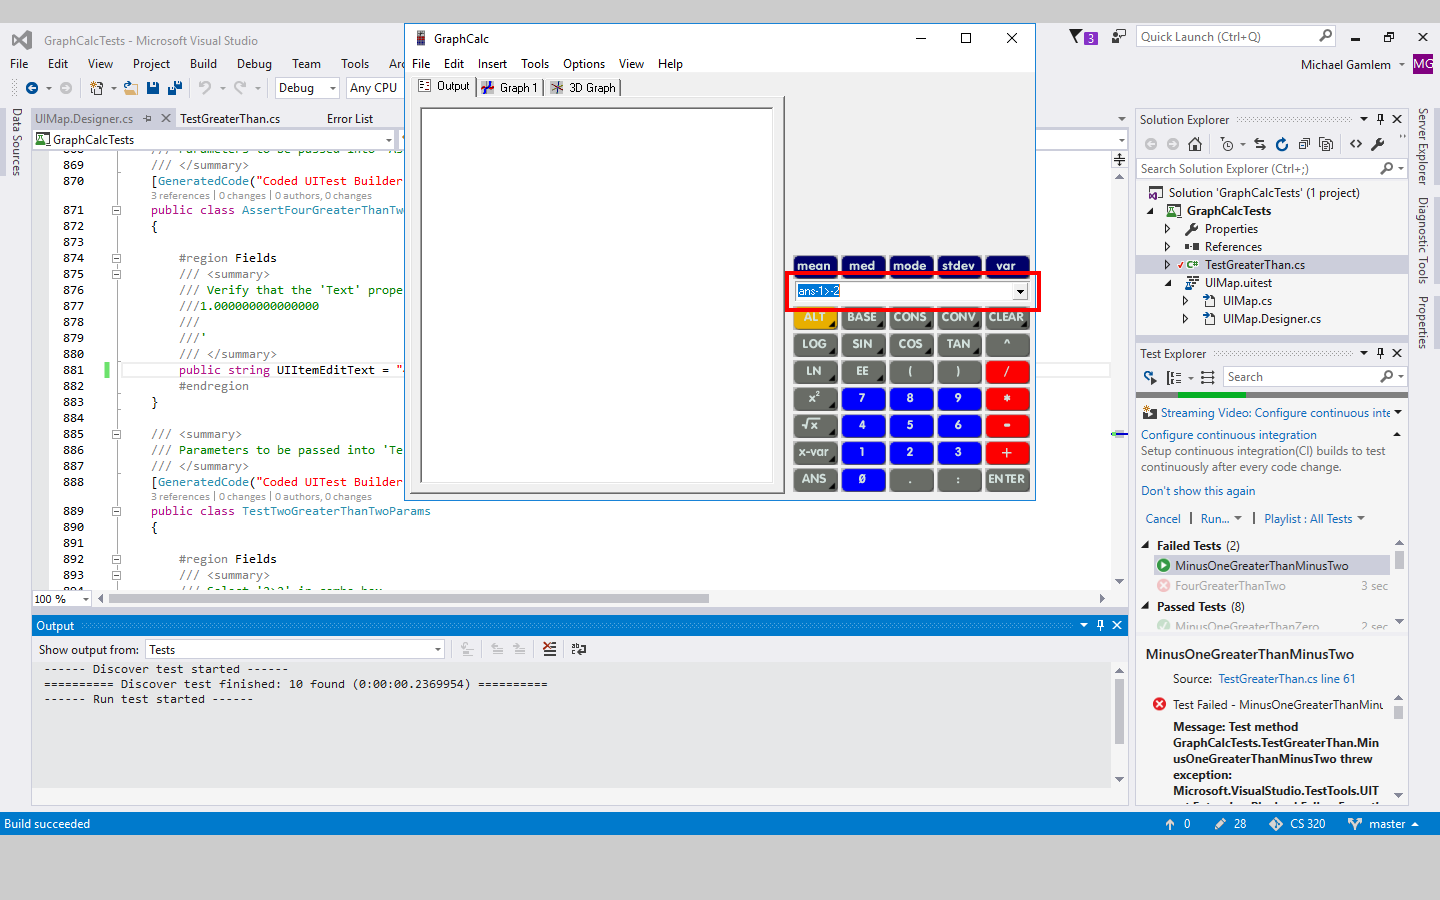 GraphCalcTests - Microsoft Visual Studio
3
Quick Launch (Ctrl+Q)
File Edit View Project Build Debug Team Tools
Michael Gamlem MG
Debug Any CPU
UIMap.Designer.cs TestGreaterThan.cs Error List
GraphCalcTests
Data Sources
869 /// </summary>
870 [GeneratedCode("Coded UITest Builder
3 references | 0 changes | 0 authors, 0 changes
871 public class AssertFourGreaterThanTw
872 {
873
874 #region Fields
875 /// <summary>
876 /// Verify that the 'Text' prope
877 ///1.000000000000000
878 ///
879 ///'
880 /// </summary>
881 public string UIItemEditText = "
882 #endregion
883 }
884
885 /// <summary>
886 /// Parameters to be passed into 'Te
887 /// </summary>
888 [GeneratedCode("Coded UITest Builder
3 references | 0 changes | 0 authors, 0 changes
889 public class TestTwoGreaterThanTwoParams
890 {
891
892 #region Fields
893 /// <summary>
100 %
GraphCalc
File Edit Insert Tools Options View Help
Output Graph 1 3D Graph
mean med mode stdev var
ans-1>-2
ALT BASE CONS CONV CLEAR
LOG SIN COS TAN ^
LN EE ( ) /
x² 7 8 9 *
√x 4 5 6 -
x-var 1 2 3 +
ANS 0 . : ENTER
Output
Show output from: Tests
------ Discover test started ------
========== Discover test finished: 10 found (0:00:00.2369954) ==========
------ Run test started ------
Solution Explorer
Search Solution Explorer (Ctrl+;)
Solution 'GraphCalcTests' (1 project)
GraphCalcTests
Properties
References
C# TestGreaterThan.cs
UIMap.uitest
UIMap.cs
UIMap.Designer.cs
Server Explorer
Diagnostic Tools
Properties
Test Explorer
Search
Streaming Video: Configure continuous inte
Configure continuous integration
Setup continuous integration(CI) builds to test
continuously after every code change.
Don't show this again
Cancel | Run... | Playlist : All Tests
Failed Tests (2)
MinusOneGreaterThanMinusTwo
FourGreaterThanTwo 3 sec
Passed Tests (8)
MinusOneGreaterThanZero 2 sec
MinusOneGreaterThanMinusTwo
Source: TestGreaterThan.cs line 61
Test Failed - MinusOneGreaterThanMinu
Message: Test method
GraphCalcTests.TestGreaterThan.Min
usOneGreaterThanMinusTwo threw
exception:
Microsoft.VisualStudio.TestTools.UIT
Build succeeded
0 28 CS 320 master